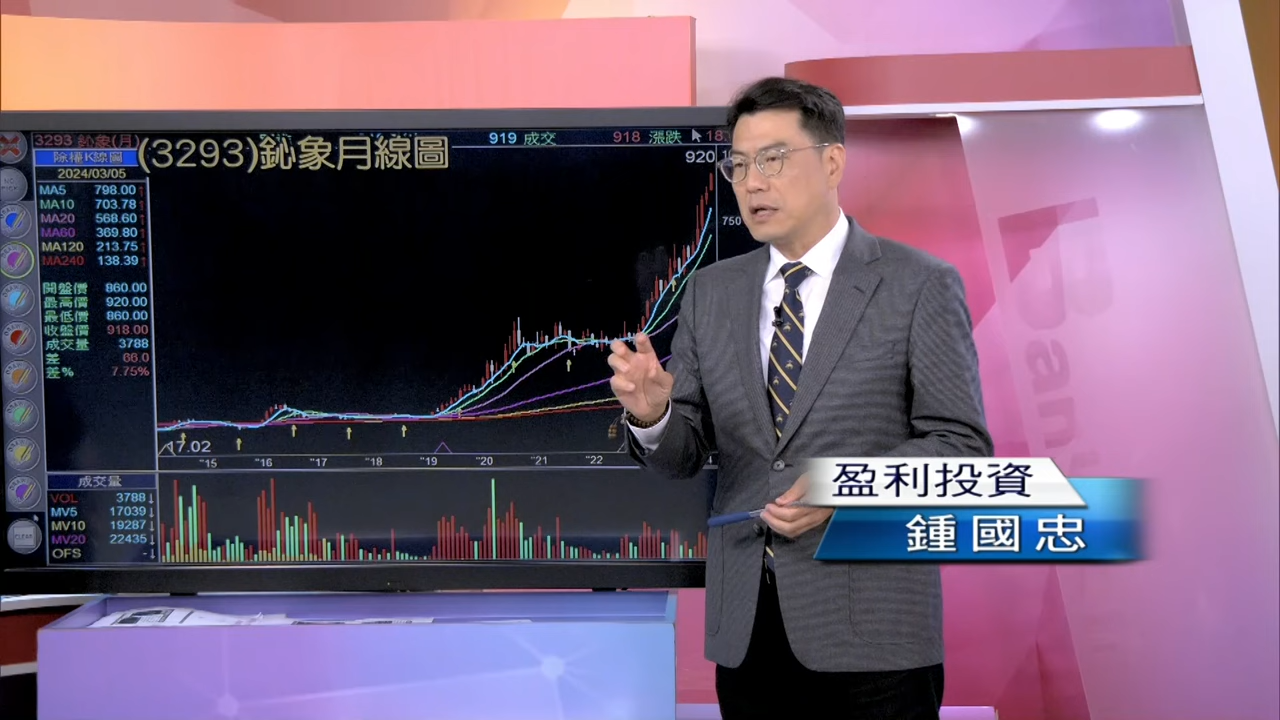 3293 鈊象(月)
(3293)鈊象月線圖
919 成交
918 漲跌
18
除權K線圖
2024/03/05
920
MA5 798.00↑
MA10 703.78↑
MA20 568.60↑
MA60 369.80↑
MA120 213.75↑
MA240 138.39↑
750
開盤價 860.00
最高價 920.00
最低價 860.00
收盤價 918.00
成交量 3788
差 66.0
差% 7.75%
17.02
'15 '16 '17 '18 '19 '20 '21 '22
成交量
VOL 3788↓
MV5 17039↓
MV10 19287↓
MV20 22435↓
OFS -↓
CLEAR
盈利投資
鍾國忠